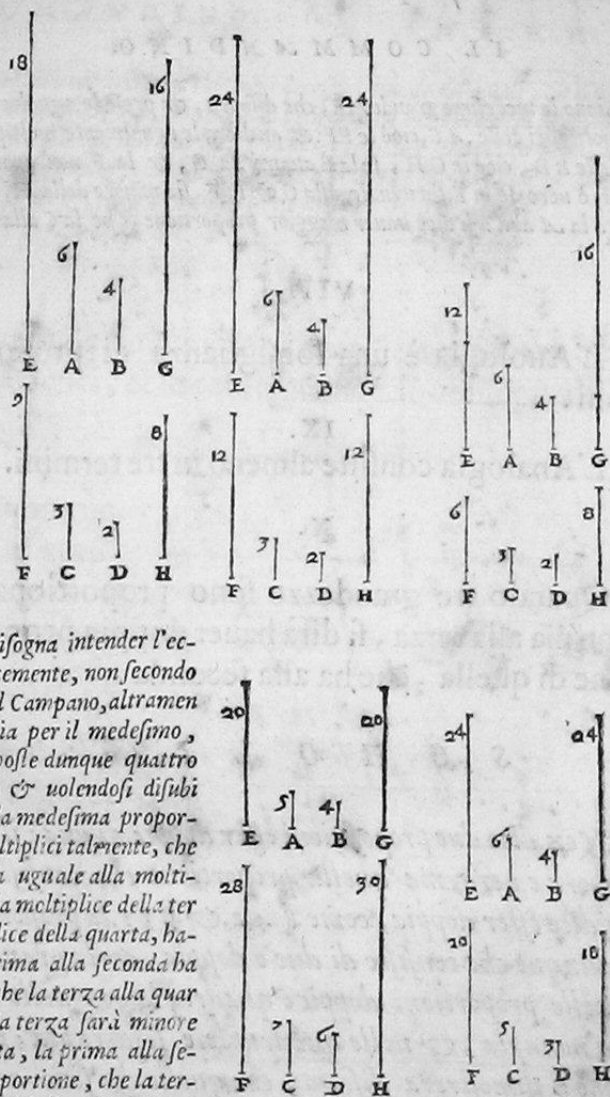 18 6 4 16
E A B G
24 6 4 24
E A B G
12 6 4 16
E A B G
9 3 2 8
F C D H
12 3 2 12
F C D H
6 3 2 8
F C D H
isogna intender l'ec-
temente, non secondo
l Campano, altramen
ia per il medesimo,
poste dunque quattro
& uolendosi disubi
la medesima propor-
ltiplici talmente, che
uguale alla molti-
a moltiplice della ter
lice della quarta, ha-
ima alla seconda ha
he la terza alla quar
a terza sarà minore
ta, la prima alla se-
portione, che la ter-
20 5 4 20
E A B G
24 6 4 24
E A B G
28 7 6 30
F C D H
20 5 3 18
F C D H